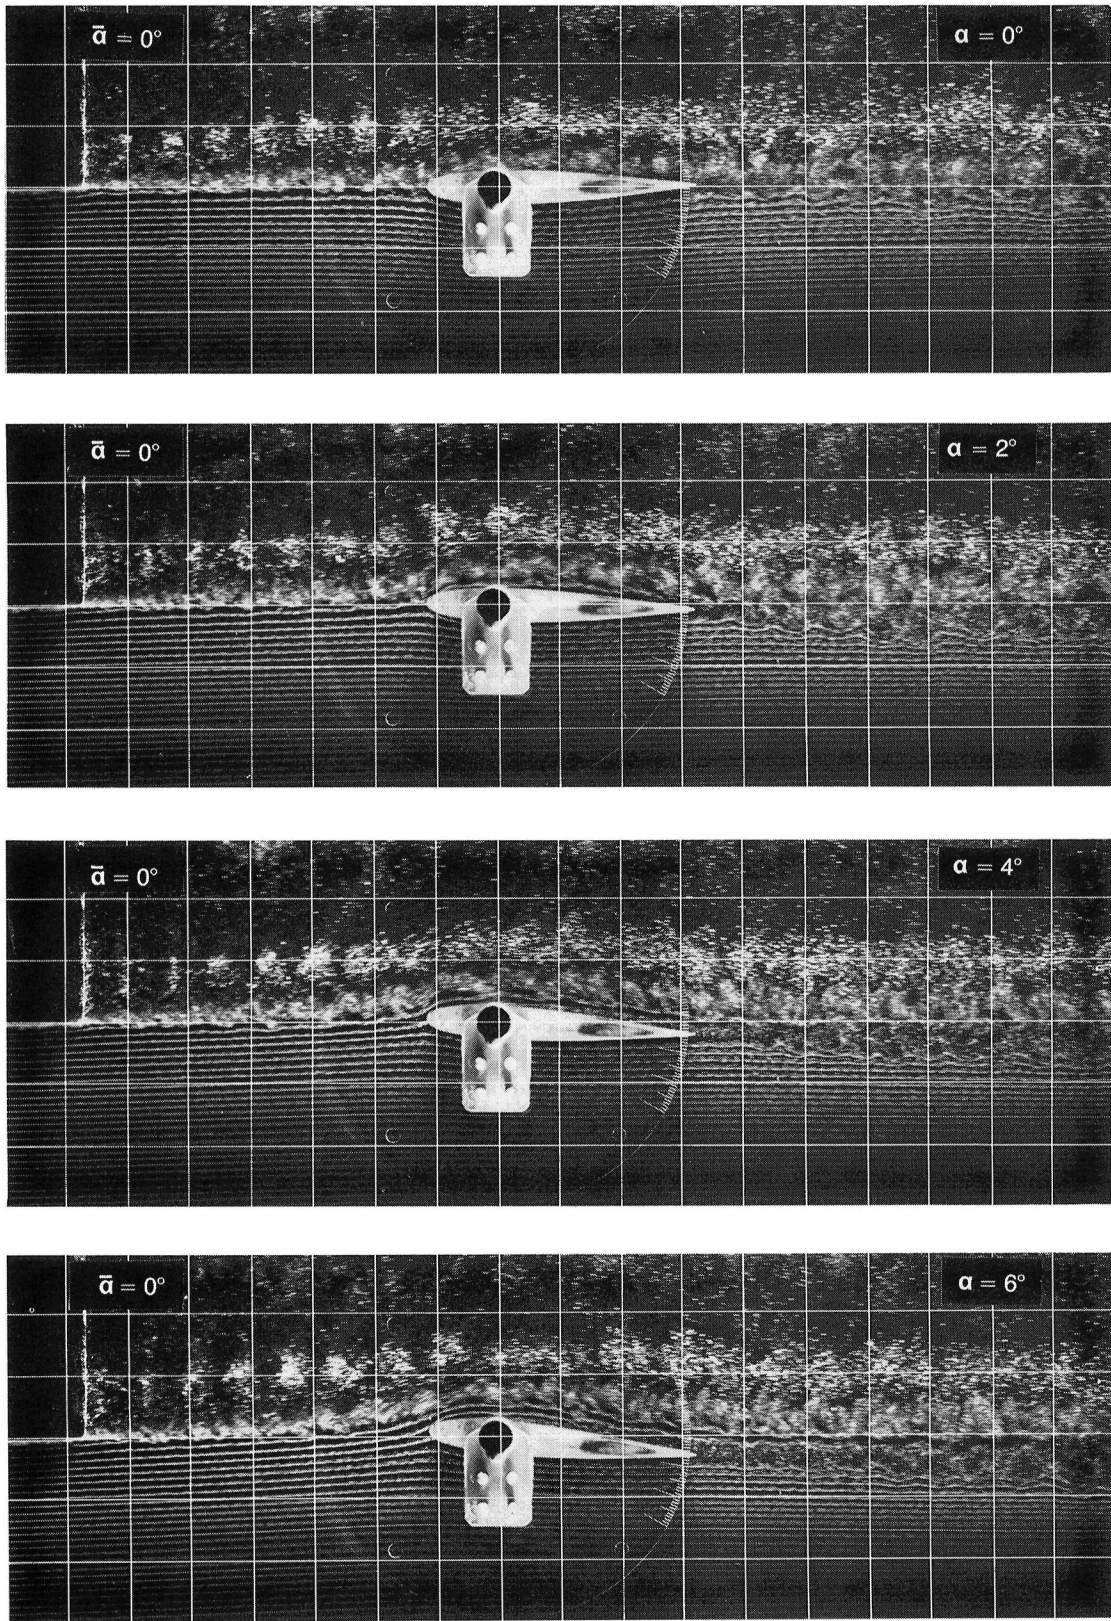 ᾱ = 0°
α = 0°
ᾱ = 0°
α = 2°
ᾱ = 0°
α = 4°
ᾱ = 0°
α = 6°